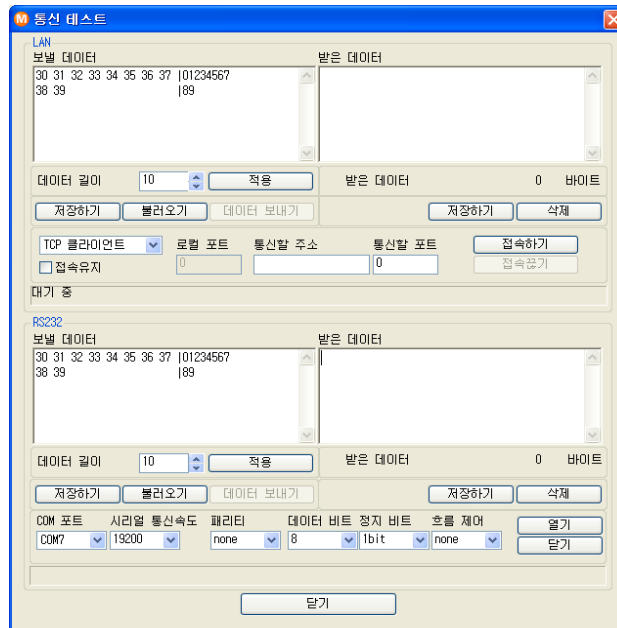 통신 테스트
LAN
보낼 데이터 받은 데이터
30 31 32 33 34 35 36 37 |01234567
38 39 |89
데이터 길이 10 적용 받은 데이터 0 바이트
저장하기 불러오기 데이터 보내기 저장하기 삭제
TCP 클라이언트 로컬 포트 통신할 주소 통신할 포트 접속하기
접속유지 0 0 접속끊기
대기 중
RS232
보낼 데이터 받은 데이터
30 31 32 33 34 35 36 37 |01234567
38 39 |89
데이터 길이 10 적용 받은 데이터 0 바이트
저장하기 불러오기 데이터 보내기 저장하기 삭제
COM 포트 시리얼 통신속도 패리티 데이터 비트 정지 비트 흐름 제어 열기
COM7 19200 none 8 1bit none 닫기
닫기